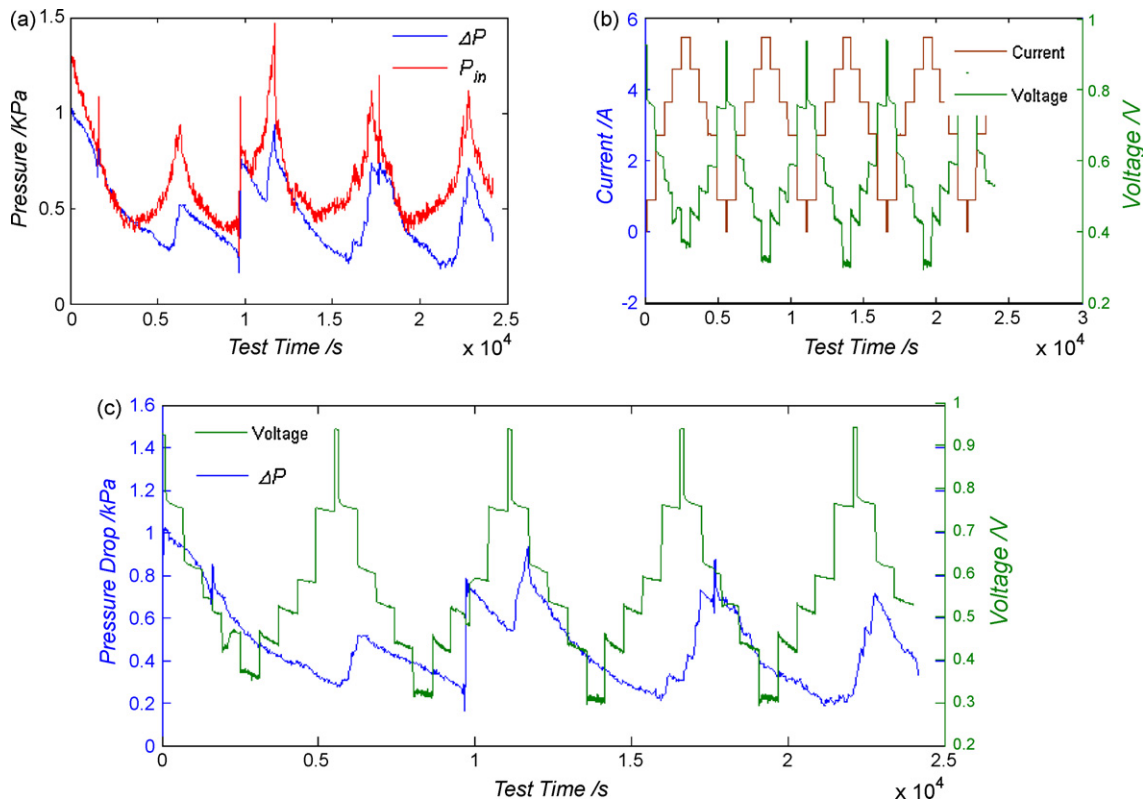 (a)
1.5
1
0.5
0
Pressure /KPa
ΔP
P_in
0
0.5
1
1.5
2
2.5
Test Time /s
x 10^4
(b)
6
4
2
0
-2
Current /A
Current
Voltage
1
0.8
0.6
0.4
0.2
Voltage /V
0
0.5
1
1.5
2
2.5
3
Test Time /s
x 10^4
(c)
1.6
1.4
1.2
1
0.8
0.6
0.4
0.2
0
Pressure Drop /kPa
Voltage
ΔP
1
0.9
0.8
0.7
0.6
0.5
0.4
0.3
0.2
Voltage /V
0
0.5
1
1.5
2
2.5
Test Time /s
x 10^4